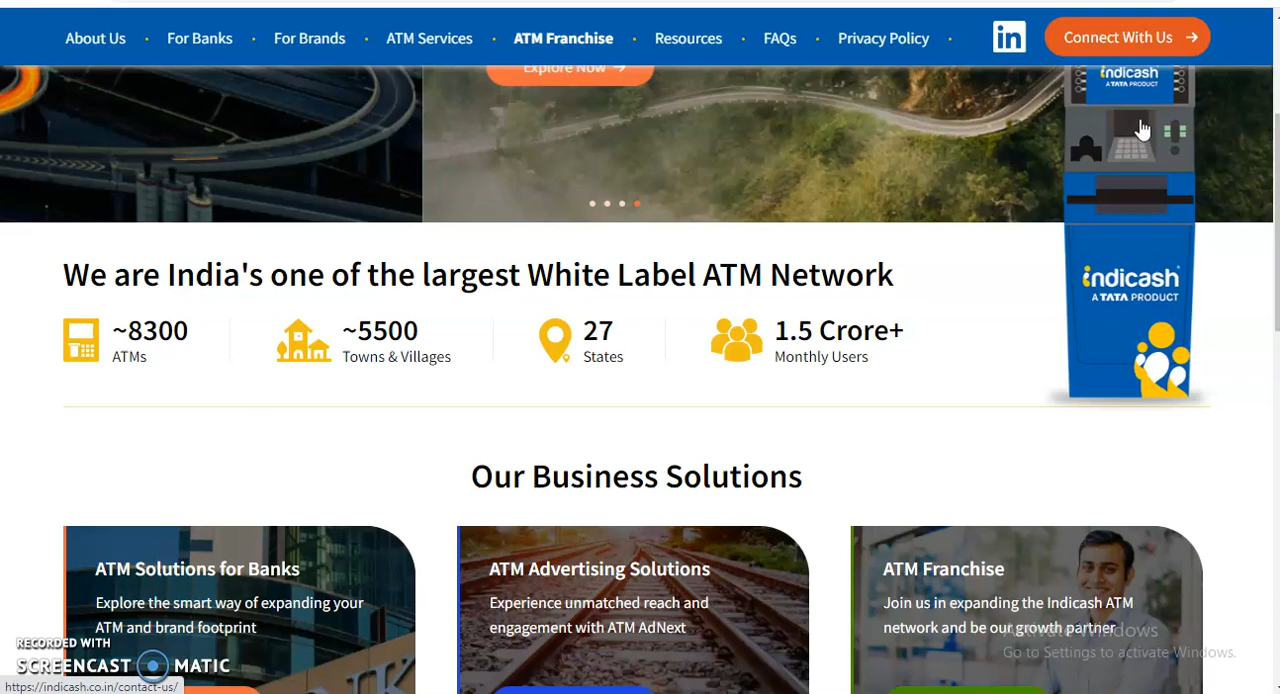 About Us · For Banks · For Brands · ATM Services · ATM Franchise · Resources · FAQs · Privacy Policy · in Connect With Us →
Explore Now →
indicash
A TATA PRODUCT
indicash
A TATA PRODUCT
We are India's one of the largest White Label ATM Network
~8300
ATMs
~5500
Towns & Villages
27
States
1.5 Crore+
Monthly Users
Our Business Solutions
ATM Solutions for Banks
Explore the smart way of expanding your
ATM and brand footprint
ATM Advertising Solutions
Experience unmatched reach and
engagement with ATM AdNext
ATM Franchise
Join us in expanding the Indicash ATM
network and be our growth partner
Activate Windows
Go to Settings to activate Windows.
RECORDED WITH
SCREENCAST MATIC
https://indicash.co.in/contact-us/